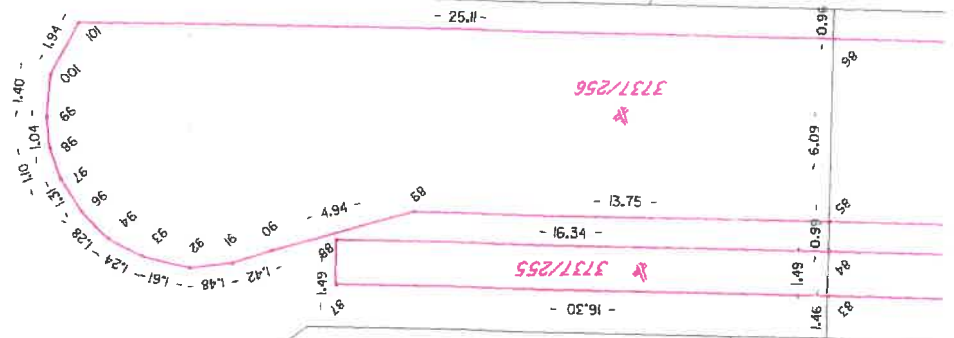 - 25.11 -
- 0.96
- 1.94 -
101
86
100
- 1.40 -
3737/256
99
- 1.04 -
98
- 6.09 -
- 1.10 -
97
- 1.31 -
96
89
- 13.75 -
85
- 1.28 -
94
- 4.94 -
- 0.99 -
- 1.24 -
93
92
91
90
88
- 16.34 -
84
- 1.61 -
- 1.48 -
- 1.42 -
- 1.49
3737/255
- 1.49
87
- 16.30 -
1.46
83